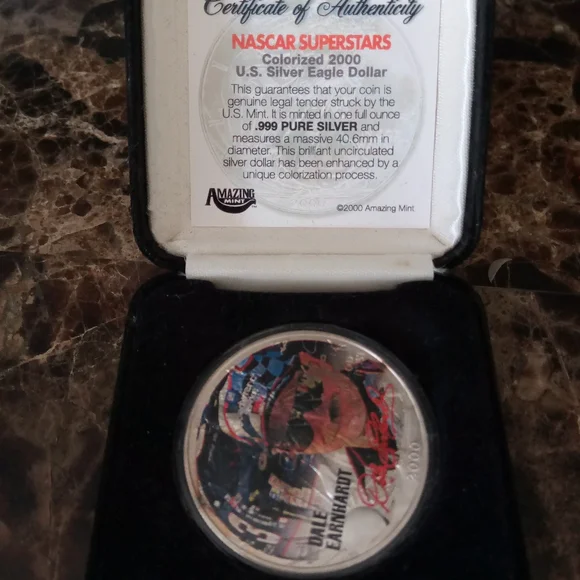 Certificate of Authenticity
NASCAR SUPERSTARS
Colorized 2000
U.S. Silver Eagle Dollar
This guarantees that your coin is
genuine legal tender struck by the
U.S. Mint. It is minted in one full ounce
of .999 PURE SILVER and
measures a massive 40.6mm in
diameter. This brilliant uncirculated
silver dollar has been enhanced by a
unique colorization process.
AMAZING
MINT
©2000 Amazing Mint
DALE
EARNHARDT
2000